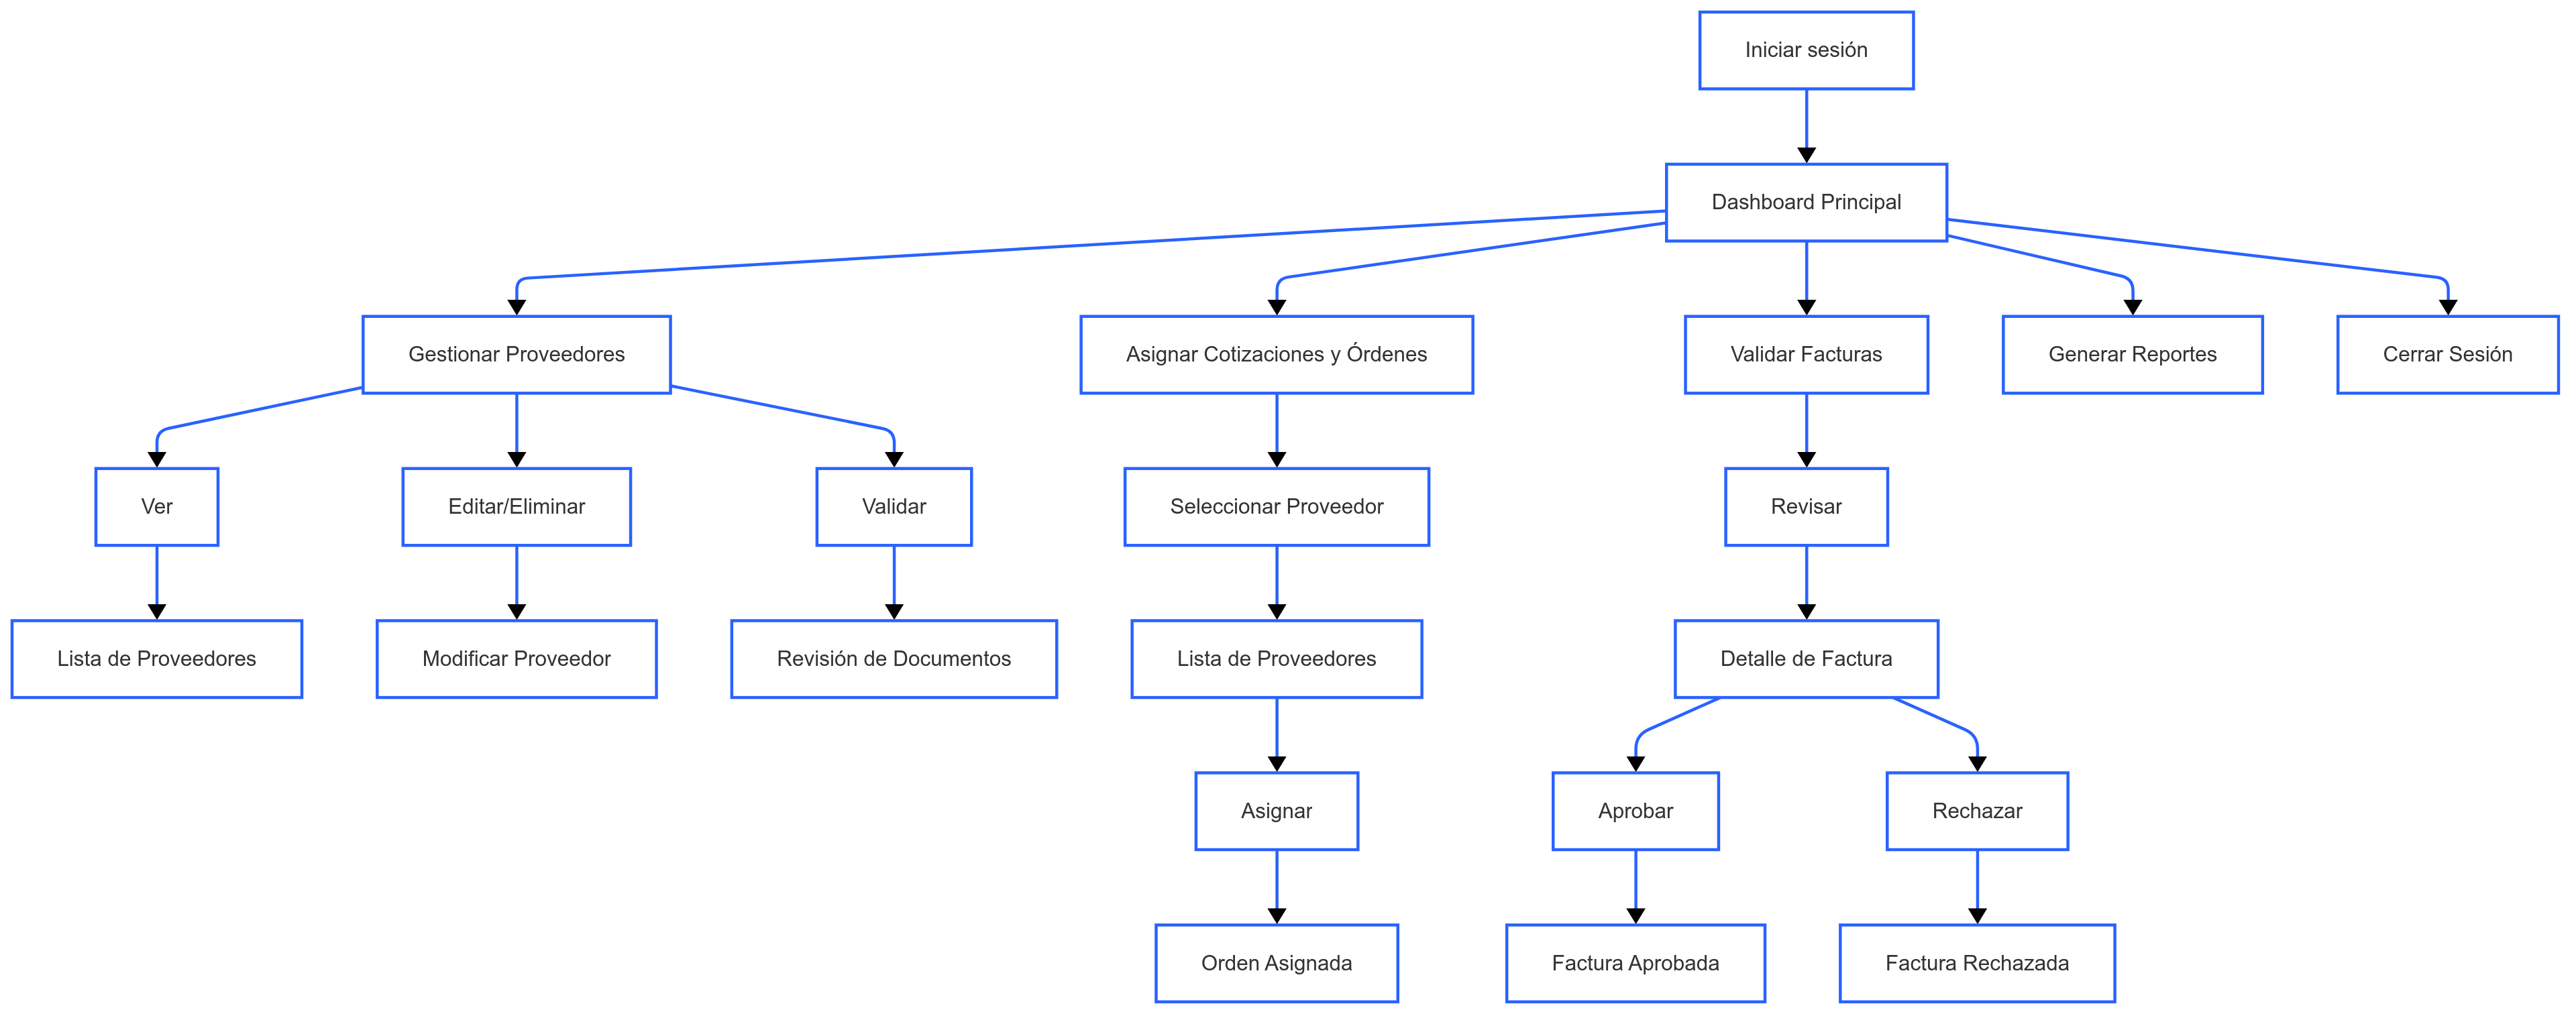 Iniciar sesión
Dashboard Principal
Gestionar Proveedores
Asignar Cotizaciones y Órdenes
Validar Facturas
Generar Reportes
Cerrar Sesión
Ver
Editar/Eliminar
Validar
Seleccionar Proveedor
Revisar
Lista de Proveedores
Modificar Proveedor
Revisión de Documentos
Lista de Proveedores
Detalle de Factura
Asignar
Aprobar
Rechazar
Orden Asignada
Factura Aprobada
Factura Rechazada